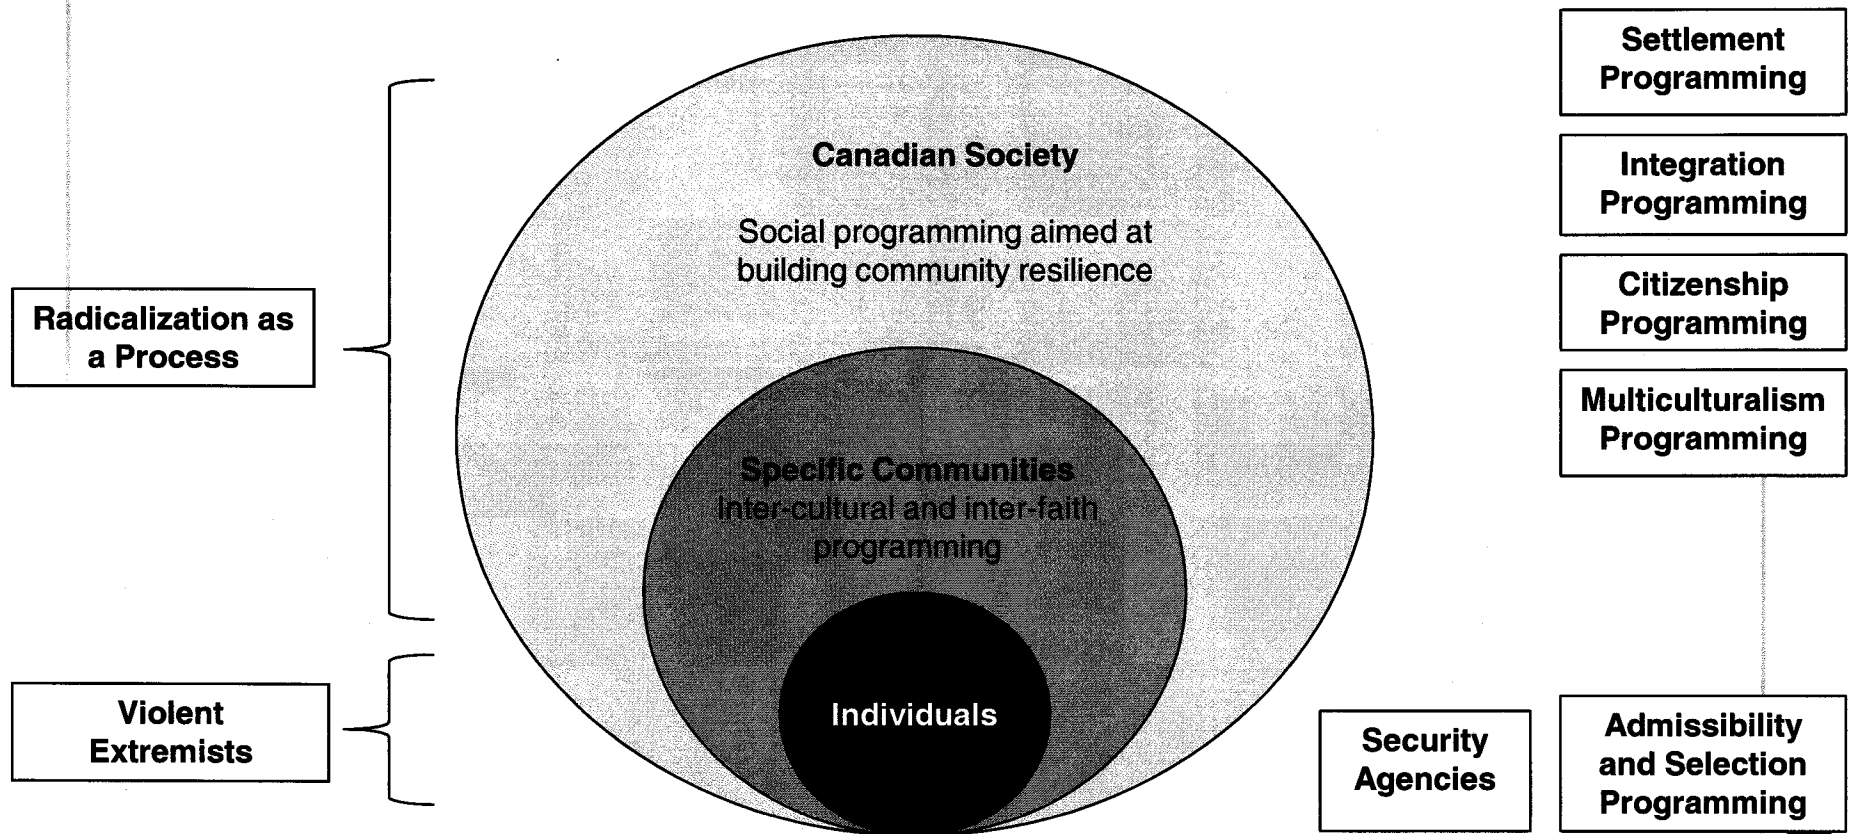 Settlement
Programming
Canadian Society
Integration
Programming
Social programming aimed at
building community resilience
Citizenship
Programming
Radicalization as
a Process
Multiculturalism
Programming
Specific Communities
Inter-cultural and inter-faith
programming
Violent
Extremists
Individuals
Security
Agencies
Admissibility
and Selection
Programming